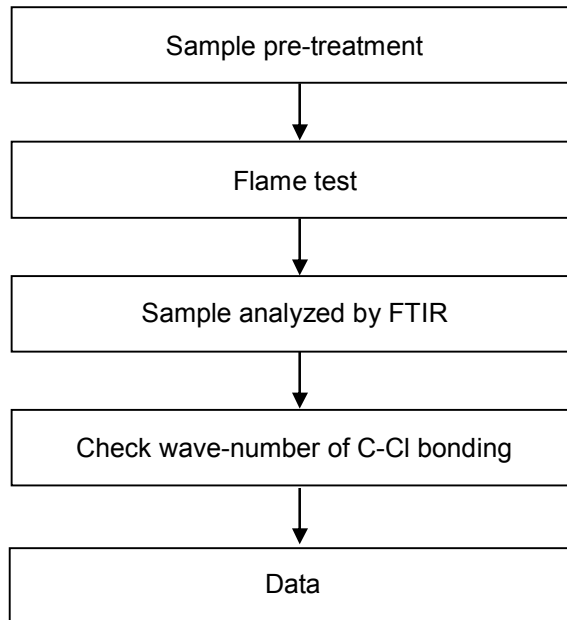 Sample pre-treatment
Flame test
Sample analyzed by FTIR
Check wave-number of C-Cl bonding
Data